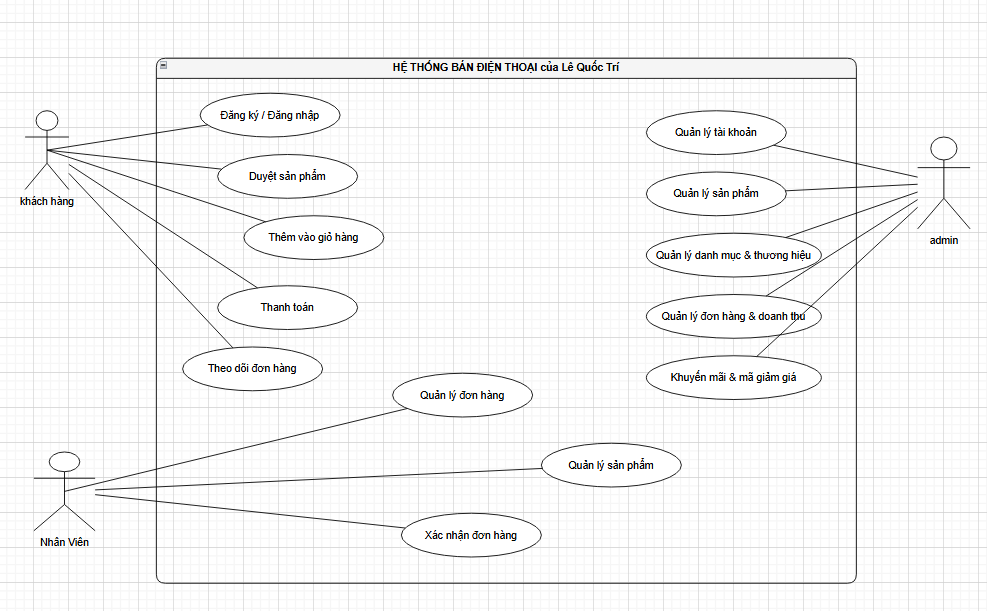 HỆ THỐNG BÁN ĐIỆN THOẠI của Lê Quốc Trí
Đăng ký / Đăng nhập
Duyệt sản phẩm
Thêm vào giỏ hàng
Thanh toán
Theo dõi đơn hàng
khách hàng
Quản lý tài khoản
Quản lý sản phẩm
Quản lý danh mục & thương hiệu
Quản lý đơn hàng & doanh thu
Khuyến mãi & mã giảm giá
admin
Quản lý đơn hàng
Quản lý sản phẩm
Xác nhận đơn hàng
Nhân Viên